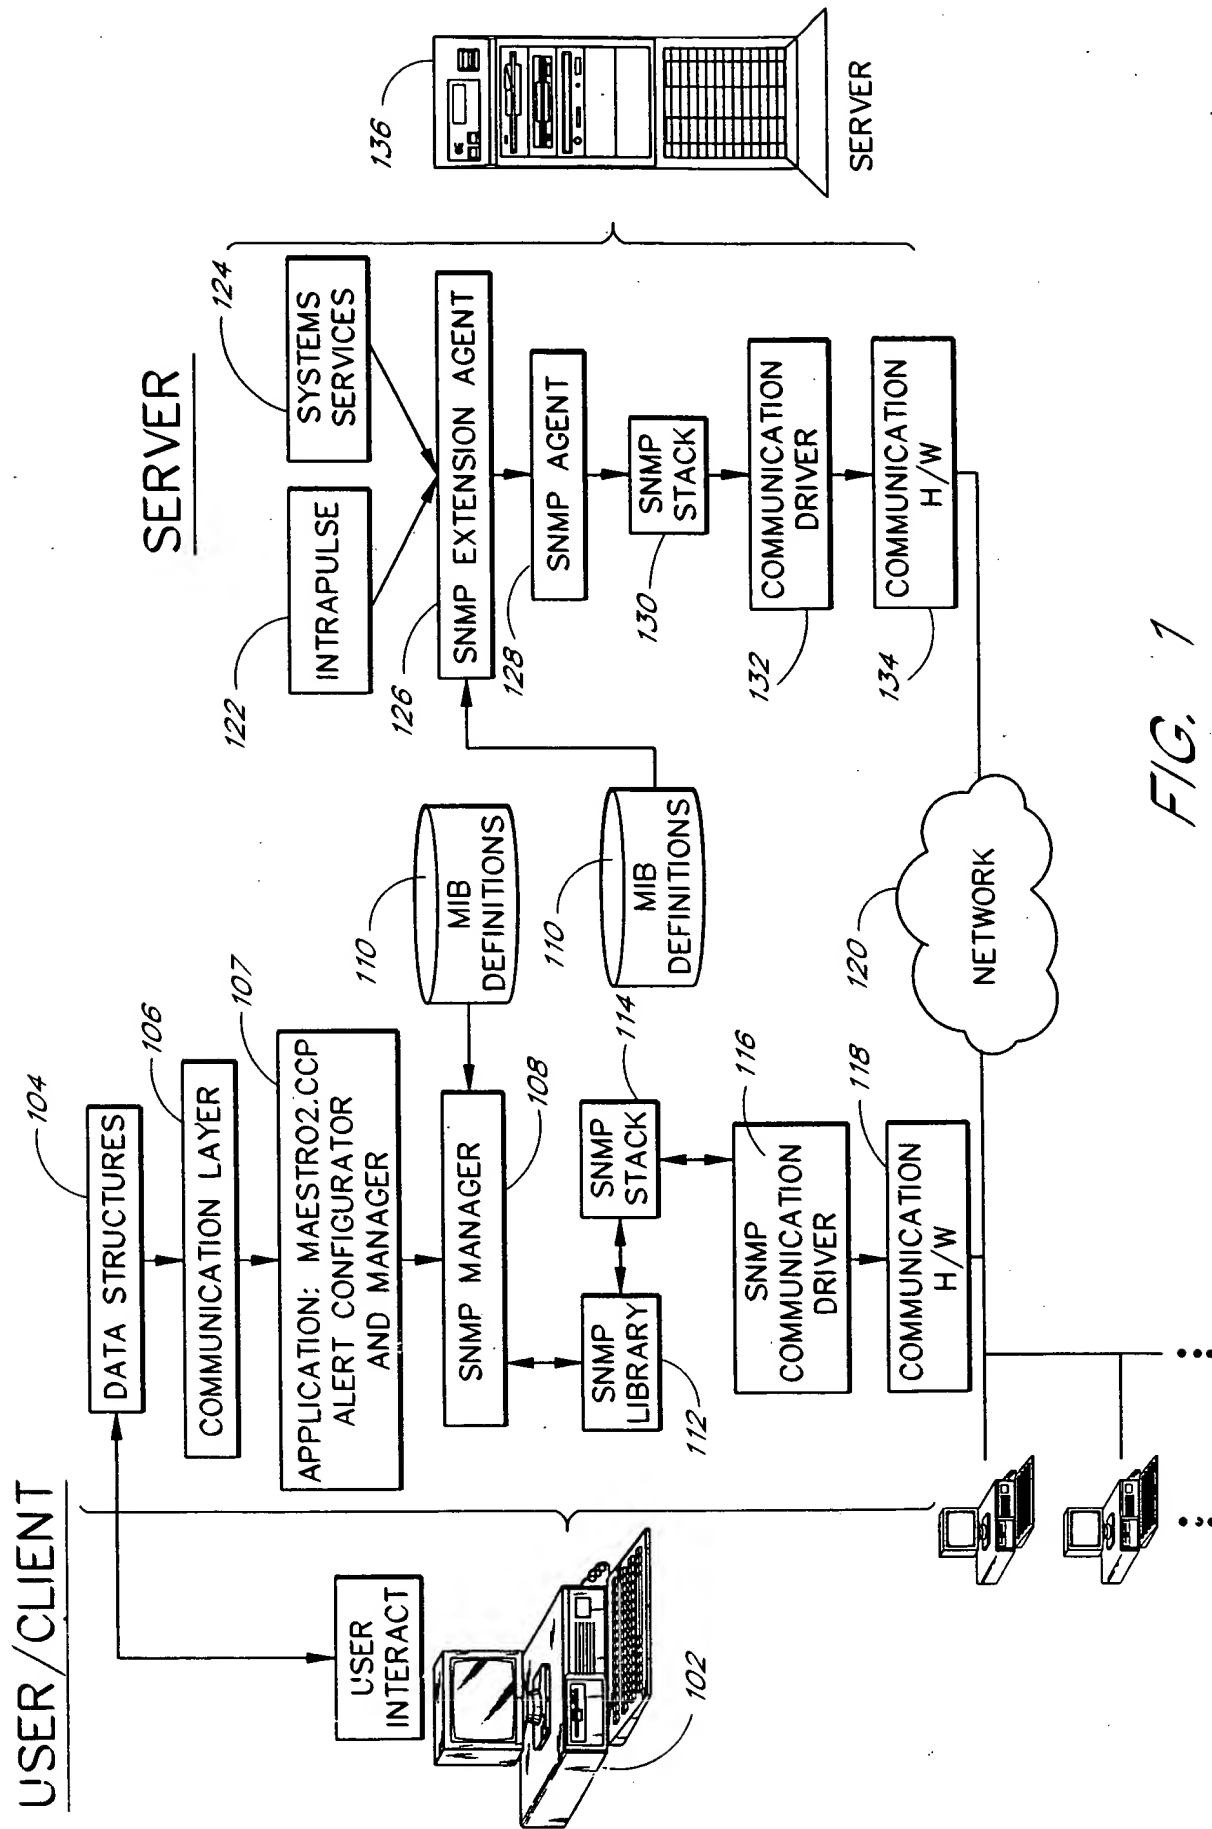 USER/CLIENT
SERVER
104
DATA STRUCTURES
106
COMMUNICATION LAYER
107
APPLICATION: MAESTRO2.CCP
ALERT CONFIGURATOR
AND MANAGER
USER
INTERACT
102
SNMP MANAGER
108
110
MIB
DEFINITIONS
SNMP
LIBRARY
112
SNMP
STACK
114
110
MIB
DEFINITIONS
SNMP
COMMUNICATION
DRIVER
116
COMMUNICATION
H/W
118
120
NETWORK
122
INTRAPULSE
SYSTEMS
SERVICES
124
126
SNMP EXTENSION AGENT
128
SNMP AGENT
130
SNMP
STACK
132
COMMUNICATION
DRIVER
134
COMMUNICATION
H/W
136
SERVER
FIG. 1